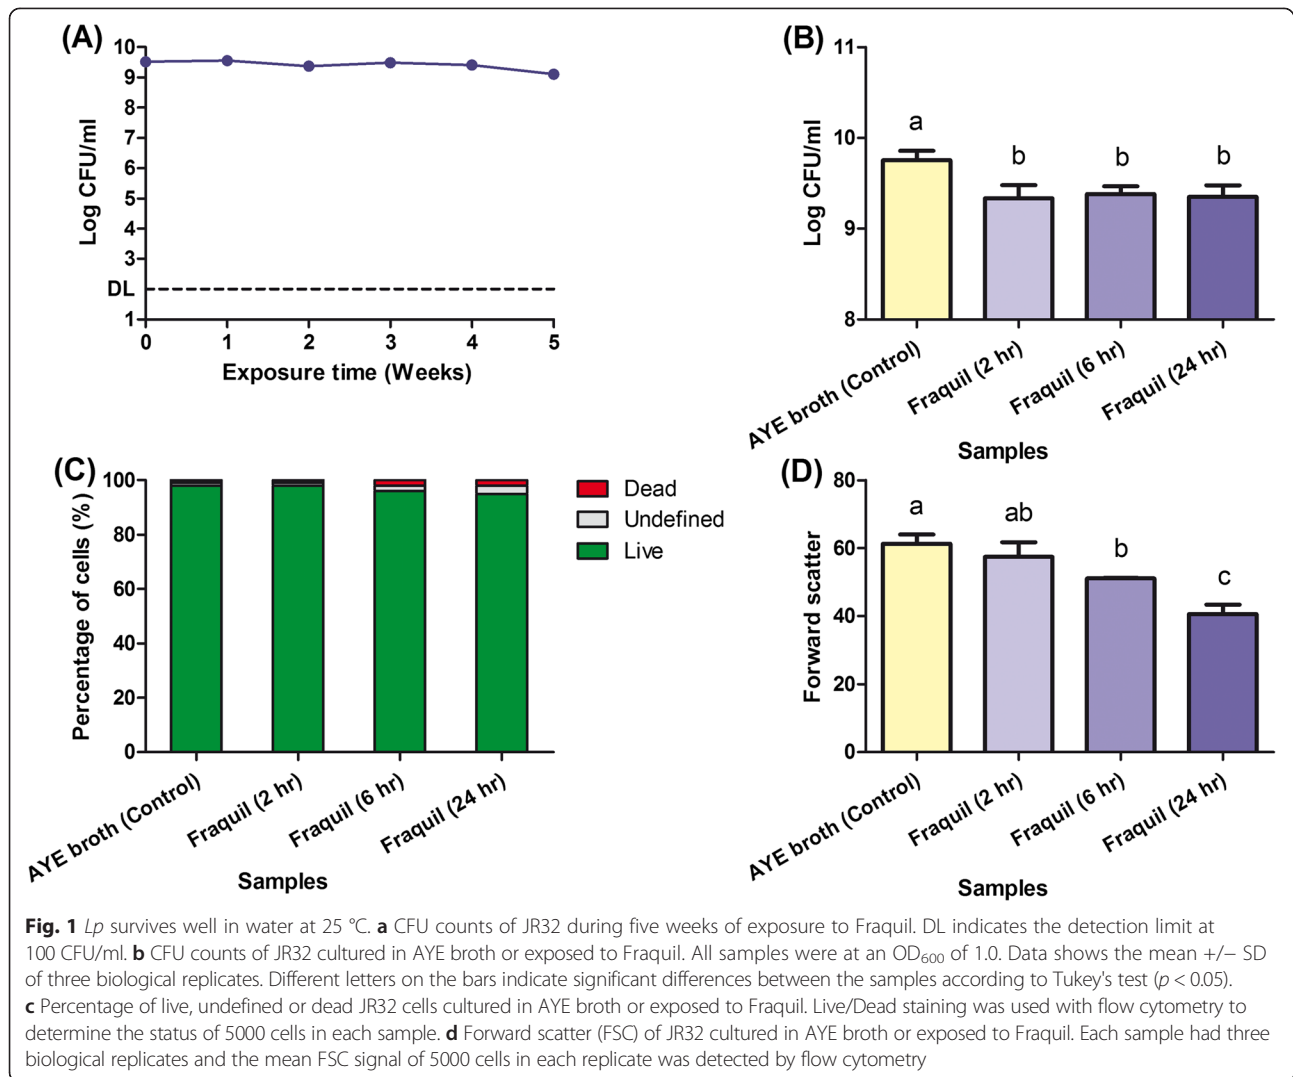 (A)
10
9
8
7
6
5
4
3
DL
1
Log CFU/ml
0 1 2 3 4 5
Exposure time (Weeks)
(B)
11
10
9
8
Log CFU/ml
a b b b
AYE broth (Control)
Fraquil (2 hr)
Fraquil (6 hr)
Fraquil (24 hr)
Samples
(C)
100
80
60
40
20
0
Percentage of cells (%)
Dead
Undefined
Live
AYE broth (Control)
Fraquil (2 hr)
Fraquil (6 hr)
Fraquil (24 hr)
Samples
(D)
80
60
40
20
0
Forward scatter
a ab b c
AYE broth (Control)
Fraquil (2 hr)
Fraquil (6 hr)
Fraquil (24 hr)
Samples
Fig. 1 Lp survives well in water at 25 °C. a CFU counts of JR32 during five weeks of exposure to Fraquil. DL indicates the detection limit at
100 CFU/ml. b CFU counts of JR32 cultured in AYE broth or exposed to Fraquil. All samples were at an OD600 of 1.0. Data shows the mean +/− SD
of three biological replicates. Different letters on the bars indicate significant differences between the samples according to Tukey's test (p < 0.05).
c Percentage of live, undefined or dead JR32 cells cultured in AYE broth or exposed to Fraquil. Live/Dead staining was used with flow cytometry to
determine the status of 5000 cells in each sample. d Forward scatter (FSC) of JR32 cultured in AYE broth or exposed to Fraquil. Each sample had three
biological replicates and the mean FSC signal of 5000 cells in each replicate was detected by flow cytometry